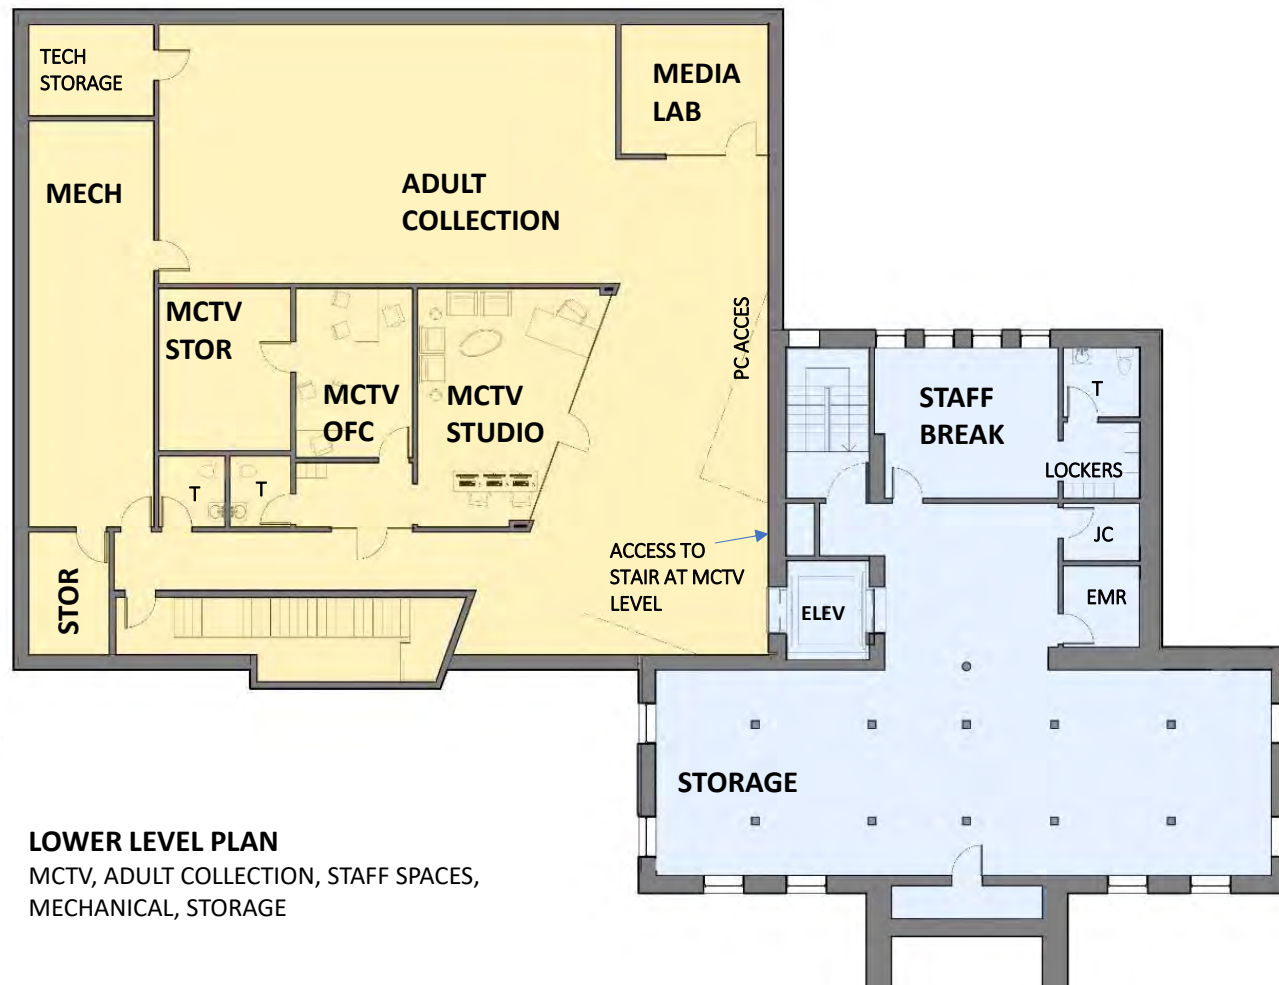 TECH
STORAGE
MEDIA
LAB
MECH
ADULT
COLLECTION
MCTV
STOR
MCTV
OFC
MCTV
STUDIO
PC ACCES
STAFF
BREAK
T
LOCKERS
T
T
JC
ACCESS TO
STAIR AT MCTV
LEVEL
STOR
ELEV
EMR
STORAGE
LOWER LEVEL PLAN
MCTV, ADULT COLLECTION, STAFF SPACES,
MECHANICAL, STORAGE